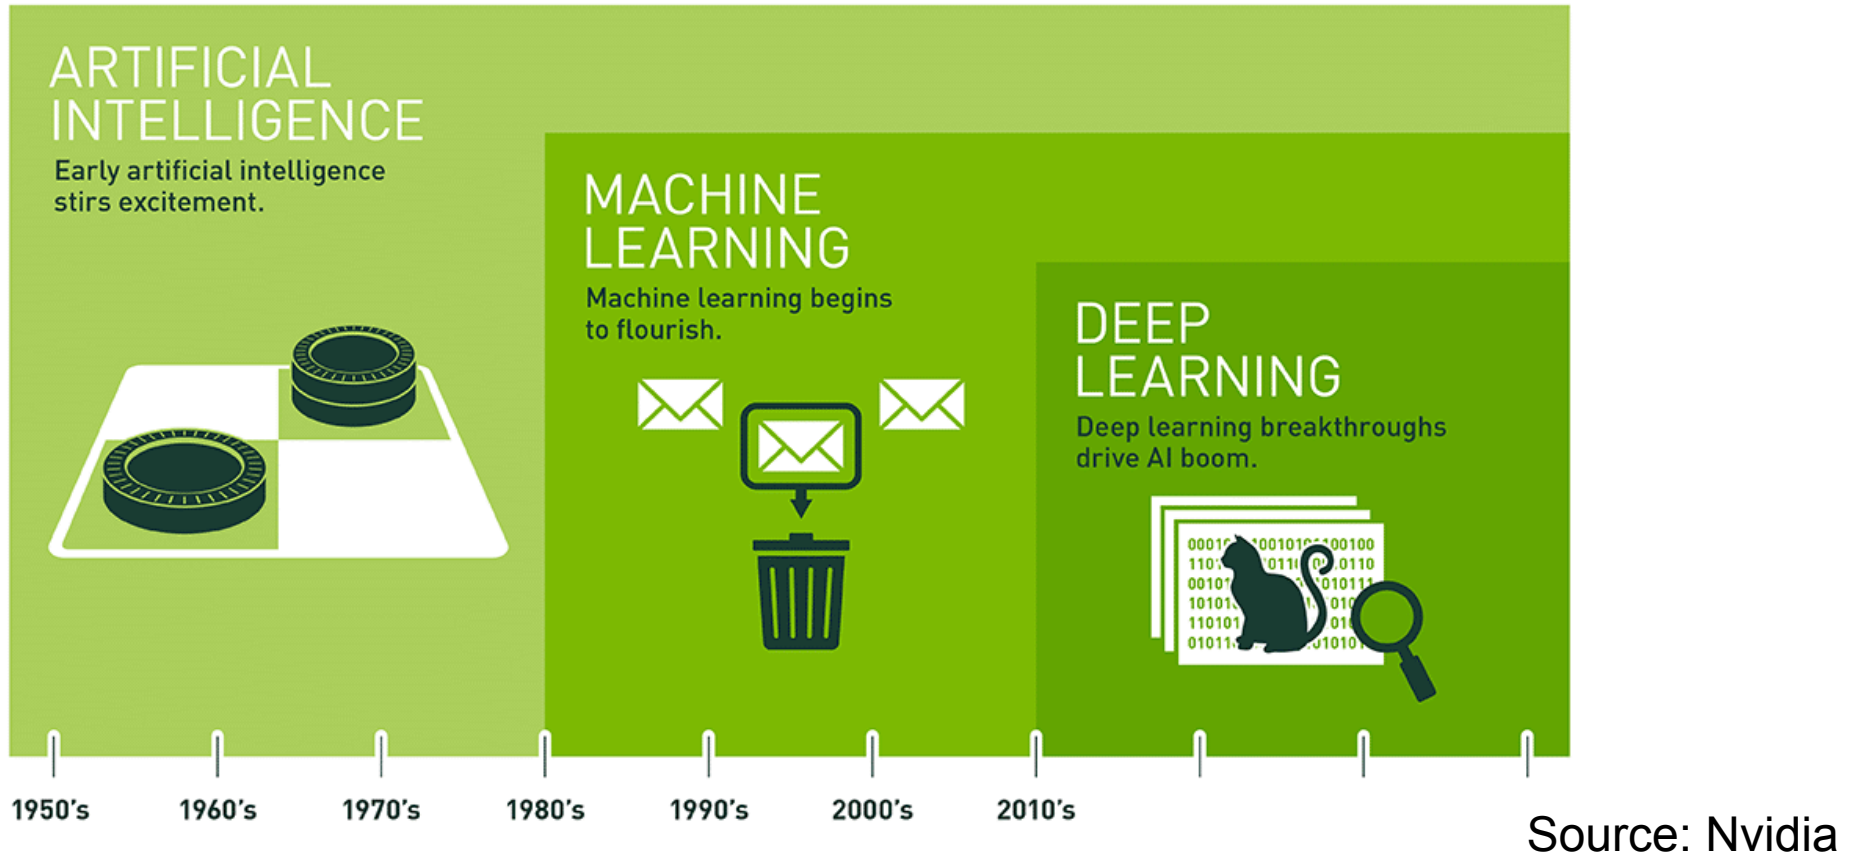 ARTIFICIAL
INTELLIGENCE
Early artificial intelligence
stirs excitement.
MACHINE
LEARNING
Machine learning begins
to flourish.
DEEP
LEARNING
Deep learning breakthroughs
drive AI boom.
1950's 1960's 1970's 1980's 1990's 2000's 2010's
Source: Nvidia